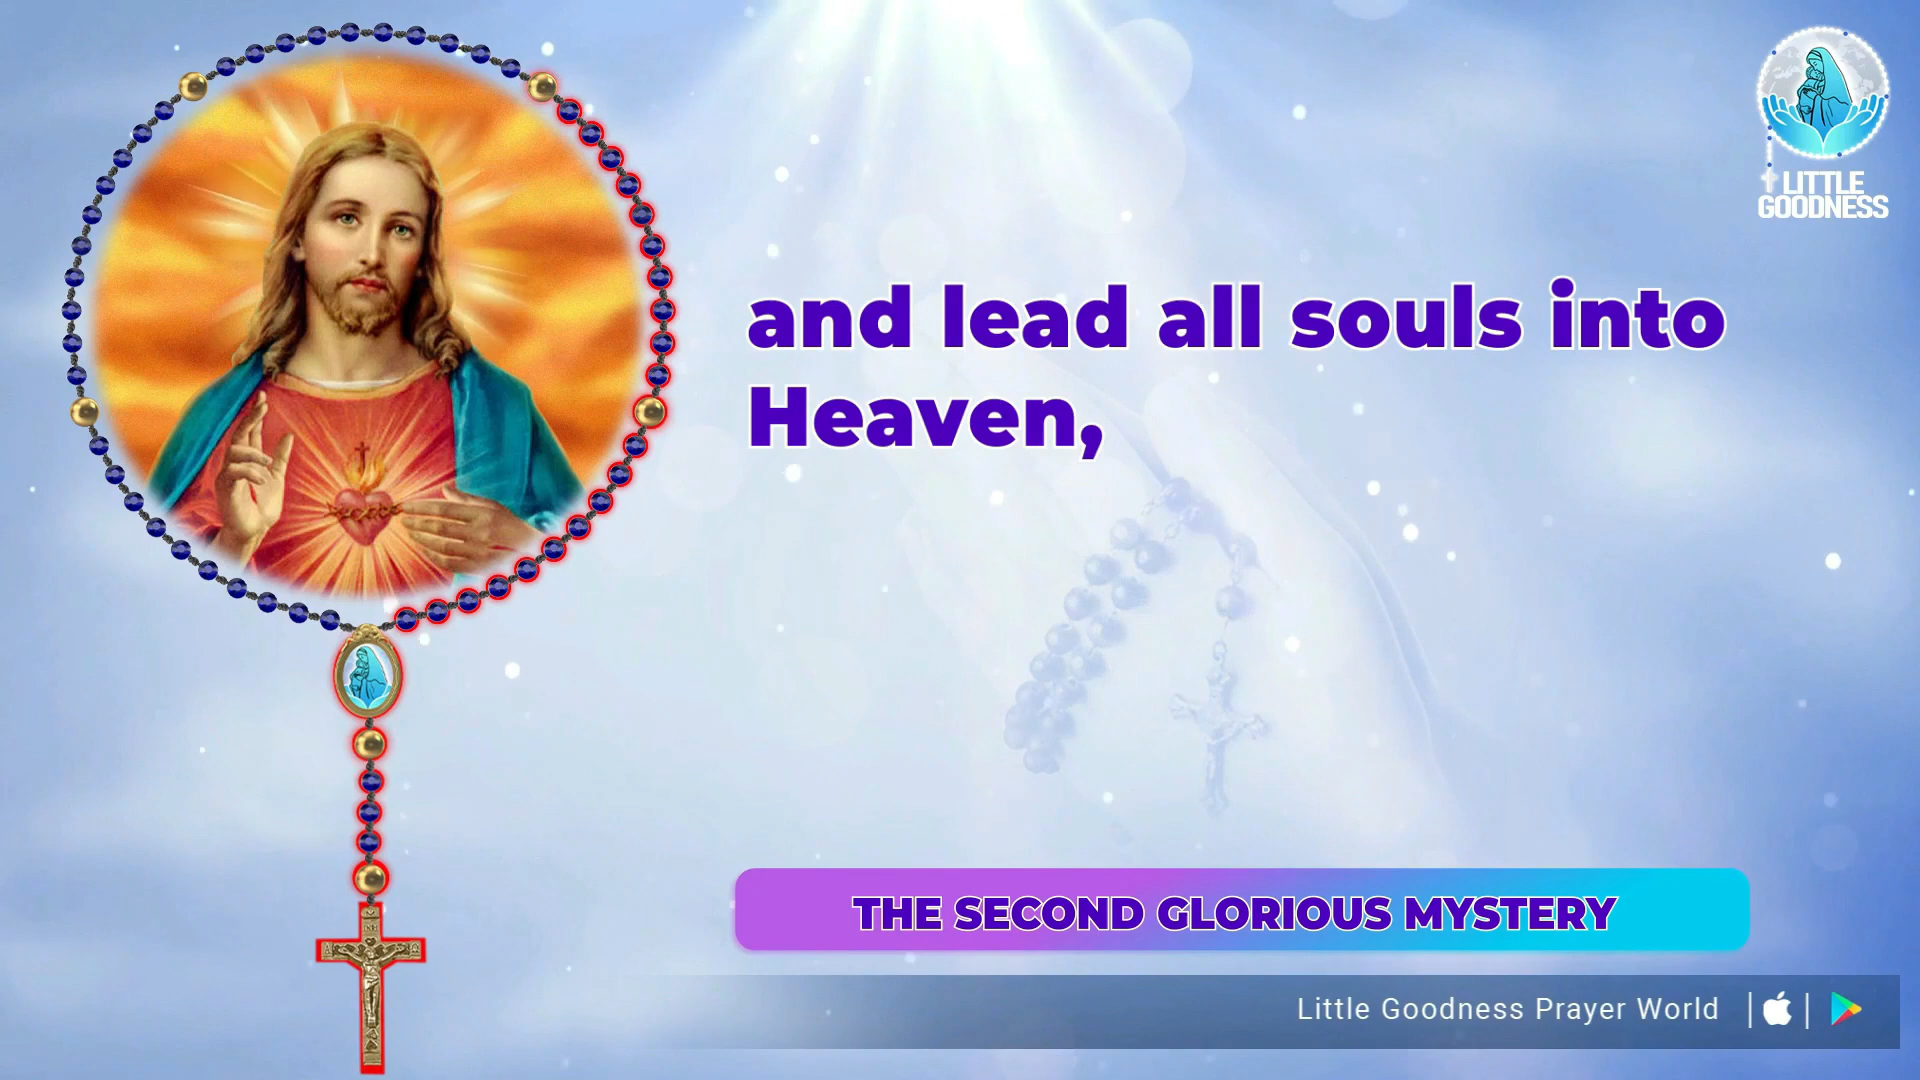 LITTLE
GOODNESS
and lead all souls into
Heaven,
THE SECOND GLORIOUS MYSTERY
Little Goodness Prayer World